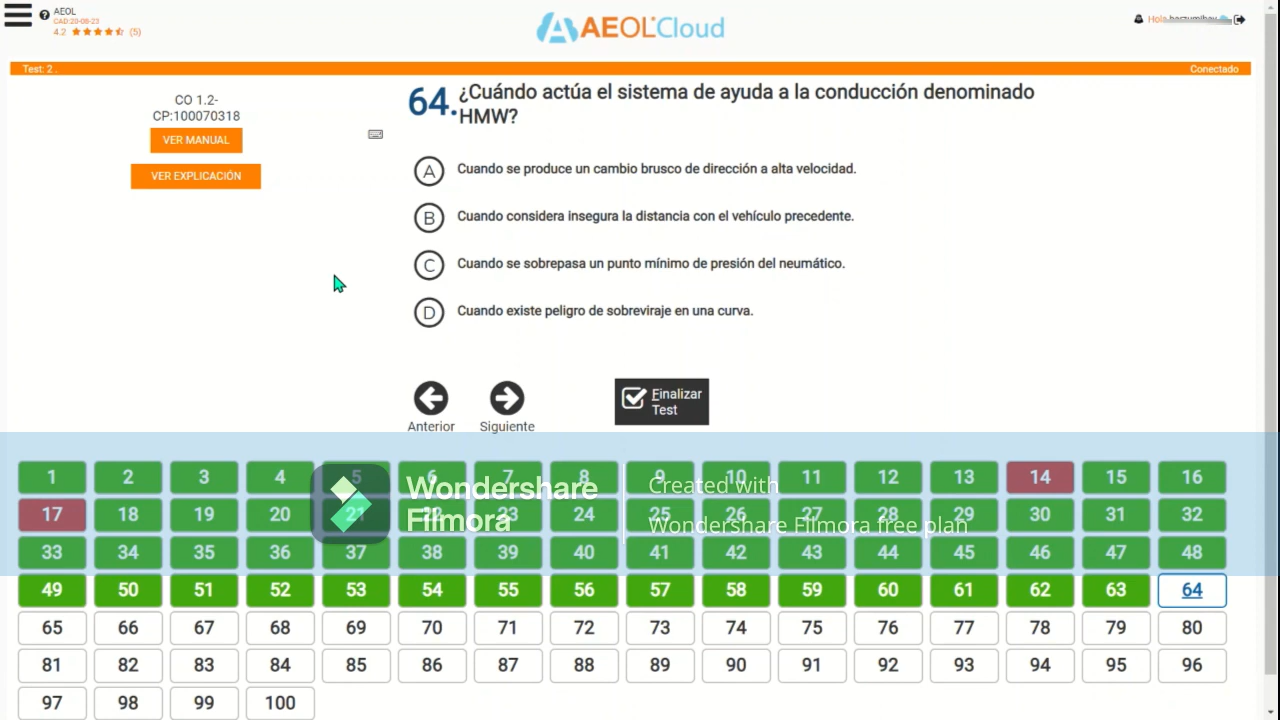 AEOL
CAD:20-08-23
4.2 (5)
AEOL Cloud
Hola
Test: 2 .
Conectado
CO 1.2-
CP:100070318
VER MANUAL
VER EXPLICACIÓN
64. ¿Cuándo actúa el sistema de ayuda a la conducción denominado
HMW?
A Cuando se produce un cambio brusco de dirección a alta velocidad.
B Cuando considera insegura la distancia con el vehículo precedente.
C Cuando se sobrepasa un punto mínimo de presión del neumático.
D Cuando existe peligro de sobreviraje en una curva.
Anterior
Siguiente
Finalizar
Test
1 2 3 4 5 6 7 8 9 10 11 12 13 14 15 16
Wondershare
Filmora
Created with
Wondershare Filmora free plan
17 18 19 20 21 22 23 24 25 26 27 28 29 30 31 32
33 34 35 36 37 38 39 40 41 42 43 44 45 46 47 48
49 50 51 52 53 54 55 56 57 58 59 60 61 62 63 64
65 66 67 68 69 70 71 72 73 74 75 76 77 78 79 80
81 82 83 84 85 86 87 88 89 90 91 92 93 94 95 96
97 98 99 100